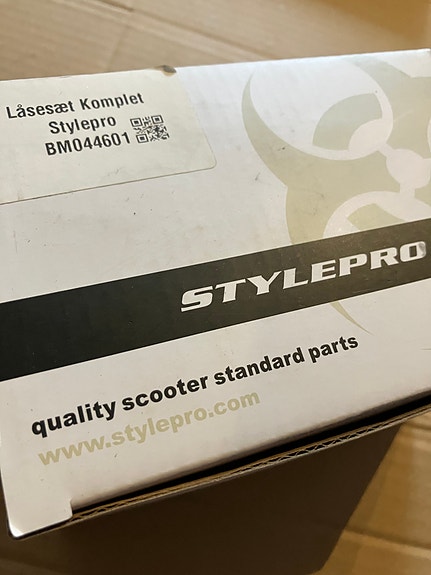 Låsesæt Komplet
Stylepro
BM044601
STYLEPRO
quality scooter standard parts
www.stylepro.com